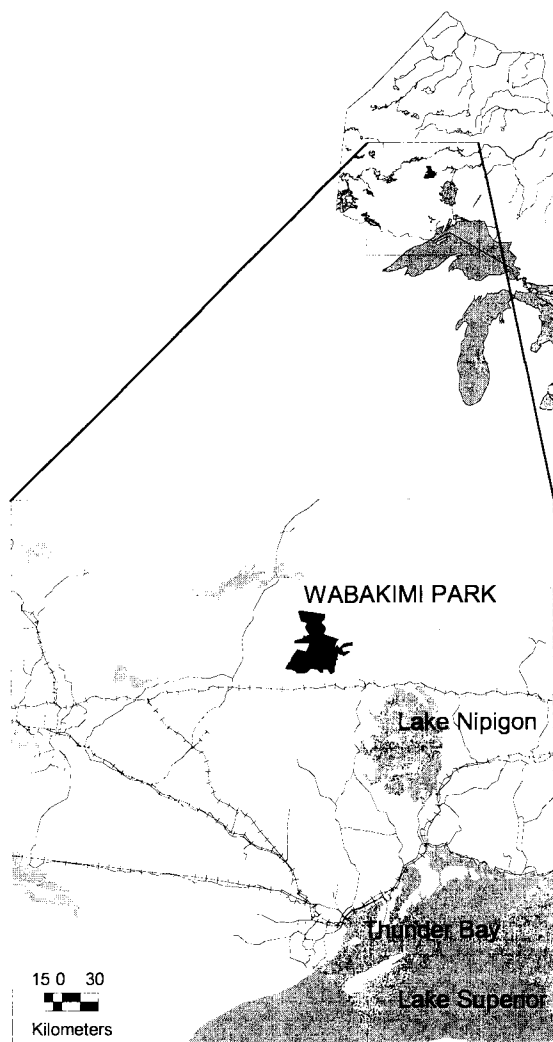 WABAKIMI PARK
Lake Nipigon
Thunder Bay
Lake Superior
15 0 30
Kilometers